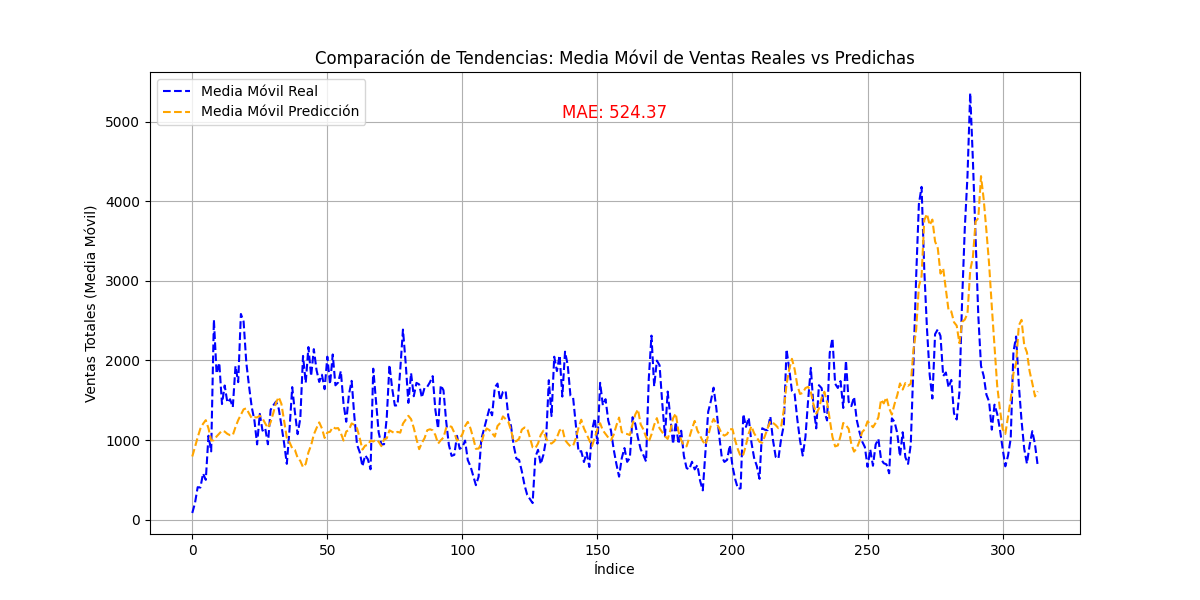 Comparación de Tendencias: Media Móvil de Ventas Reales vs Predichas
Media Móvil Real
Media Móvil Predicción
MAE: 524.37
Ventas Totales (Media Móvil)
5000
4000
3000
2000
1000
0
0 50 100 150 200 250 300
Índice